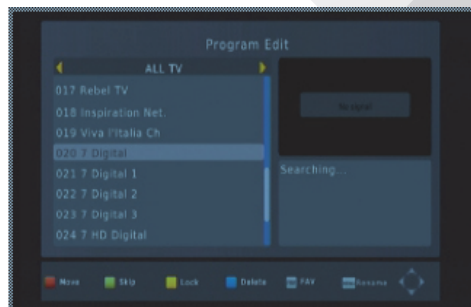 Program Edit
ALL TV
017 Rebel TV
018 Inspiration Net.
019 Viva l'Italia Ch
020 7 Digital
021 7 Digital 1
022 7 Digital 2
023 7 Digital 3
024 7 HD Digital
No signal
Searching...
Move Skip Lock Delete FAV Rename